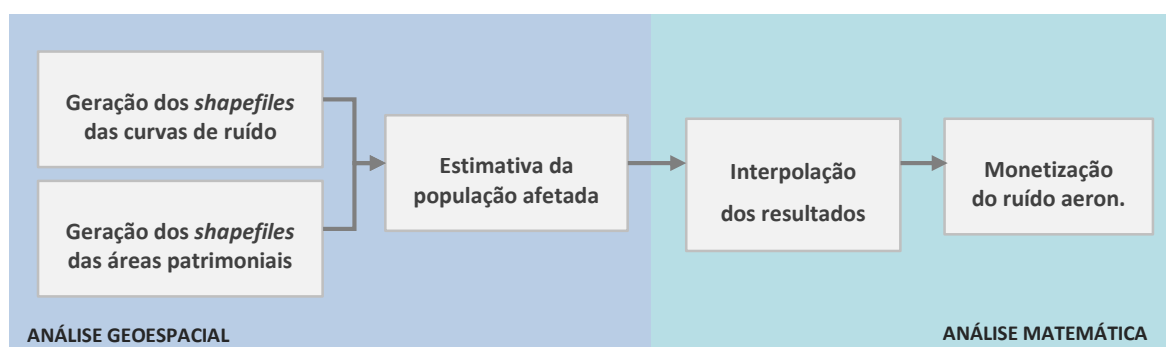 Geração dos shapefiles
das curvas de ruído
Geração dos shapefiles
das áreas patrimoniais
Estimativa da
população afetada
Interpolação
dos resultados
Monetização
do ruído aeron.
ANÁLISE GEOESPACIAL
ANÁLISE MATEMÁTICA